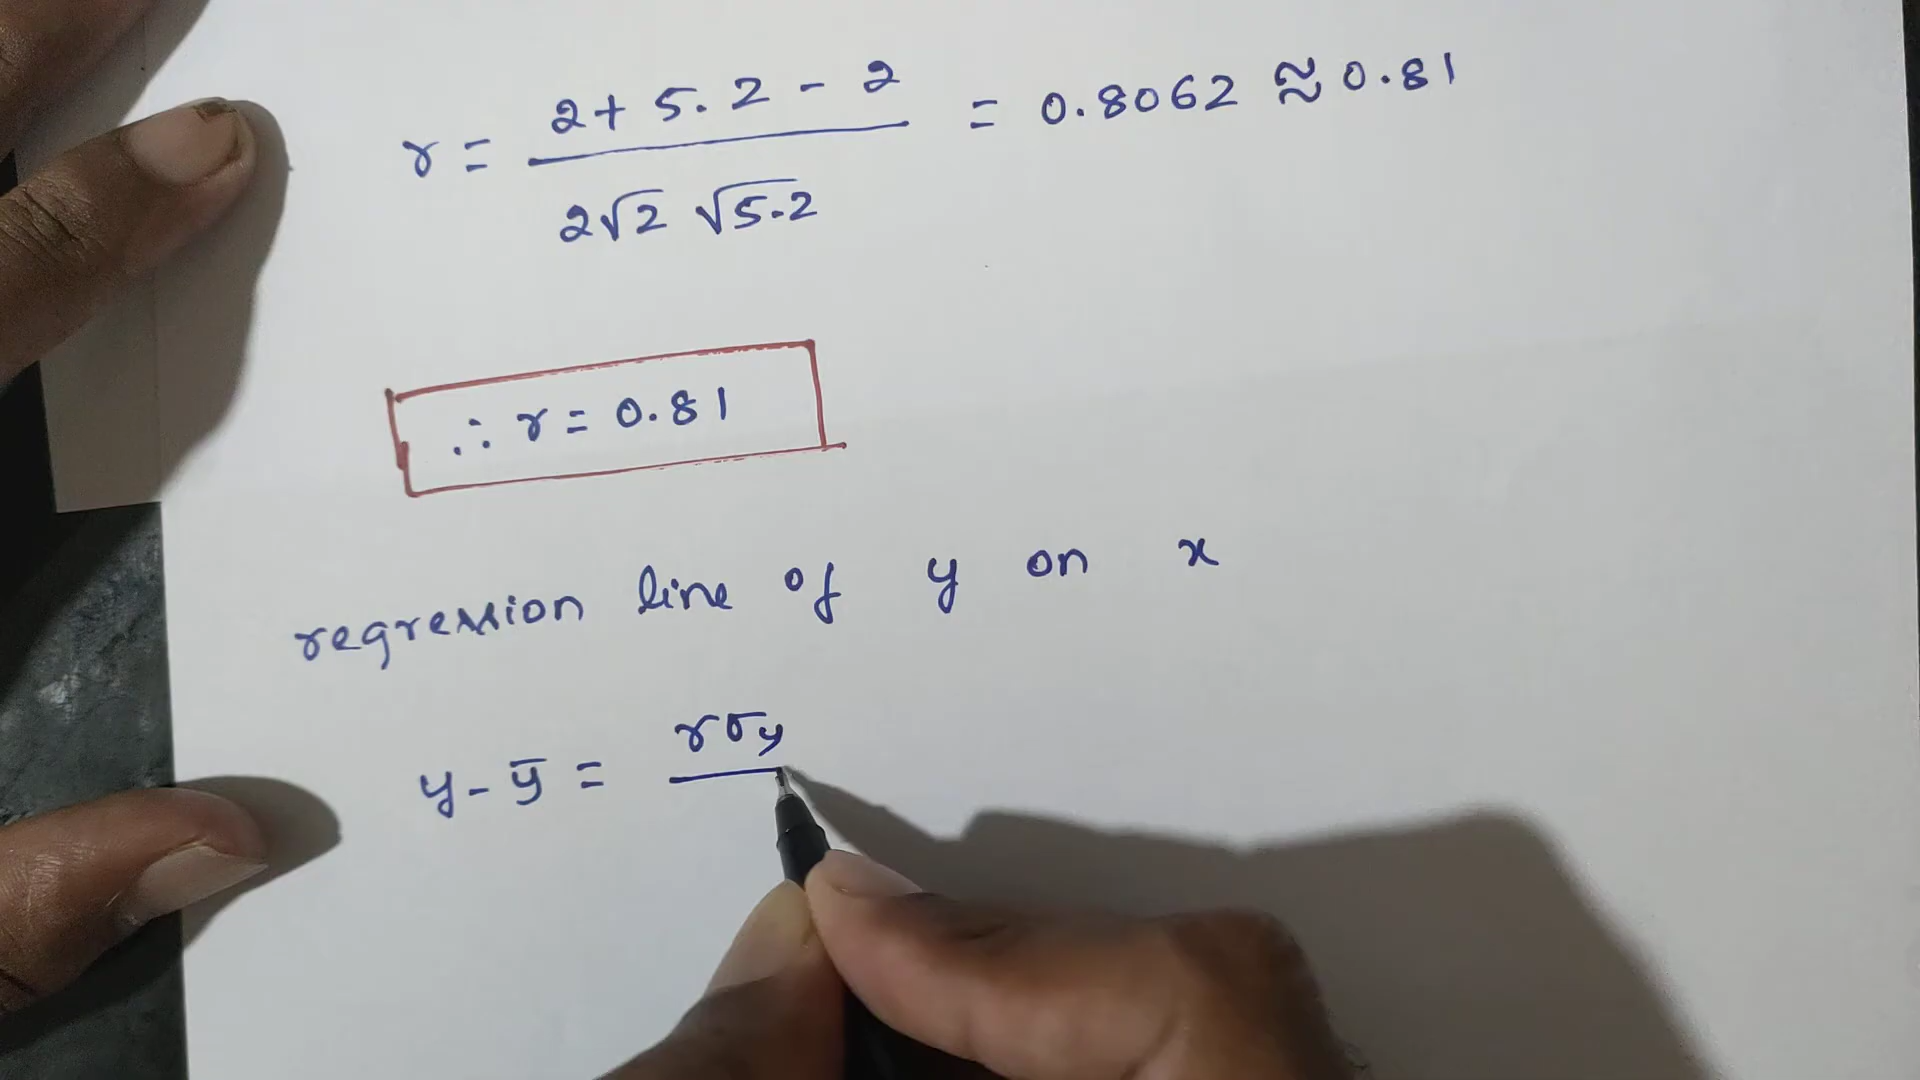 r = 2 + 5.2 - 2 / 2√2 √5.2 = 0.8062 ≈ 0.81
∴ r = 0.81
regression line of y on x
y - ȳ = rσy